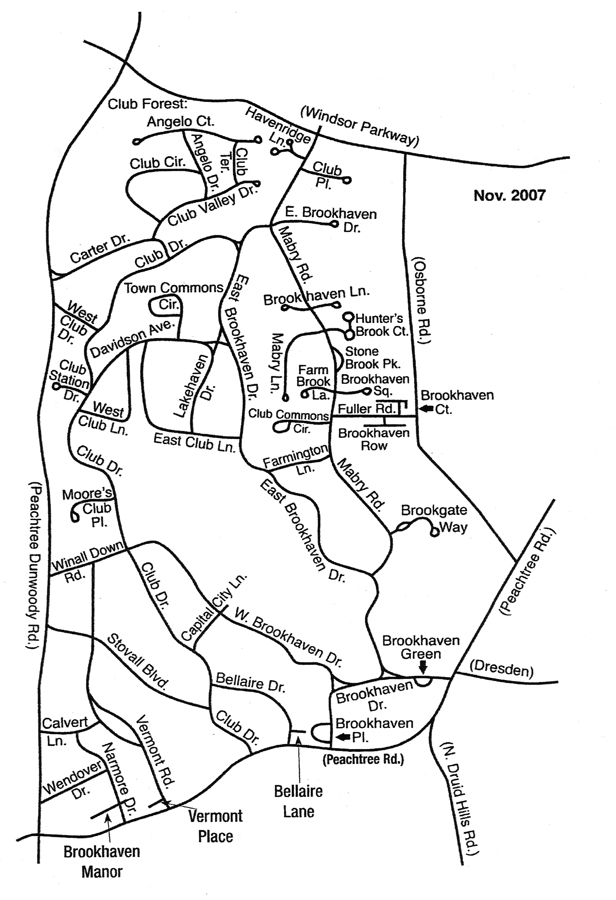 Club Forest:
Angelo Ct.
Havenridge
Ln.
(Windsor Parkway)
Angelo Dr.
Club
Ter.
Club Cir.
Club
Pl.
Nov. 2007
Club Valley Dr.
E. Brookhaven
Dr.
Carter Dr.
Club Dr.
Mabry Rd.
(Osborne Rd.)
Town Commons
Cir.
East Brookhaven Dr.
Brookhaven Ln.
West
Club
Dr.
Hunter's
Brook Ct.
Davidson Ave.
Mabry Ln.
Stone
Brook Pk.
Club
Station
Dr.
Lakehaven
Dr.
Farm
Brook
La.
Brookhaven
Sq.
Brookhaven
Ct.
West
Club Ln.
Club Commons
Cir.
Fuller Rd.
East Club Ln.
Brookhaven
Row
Club Dr.
Farmington
Ln.
Mabry Rd.
Moore's
Club
Pl.
East Brookhaven Dr.
Brookgate
Way
(Peachtree Dunwoody Rd.)
Winall Down
Rd.
Club Dr.
Capital City Ln.
(Peachtree Rd.)
W. Brookhaven Dr.
Stovall Blvd.
Brookhaven
Green
(Dresden)
Bellaire Dr.
Brookhaven
Dr.
Calvert
Ln.
Vermont Rd.
Club Dr.
Brookhaven
Pl.
(Peachtree Rd.)
Narmore Dr.
Wendover
Dr.
Bellaire
Lane
(N. Druid Hills Rd.)
Vermont
Place
Brookhaven
Manor